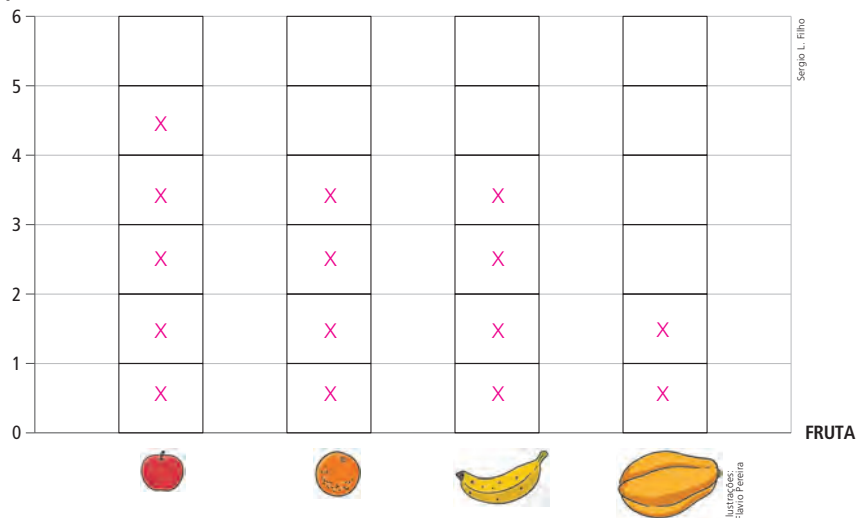 6
5
4
3
2
1
0
X
X X X
X X X
X X X X
X X X X
FRUTA
Sergio L. Filho
Ilustrações:
Flavio Pereira